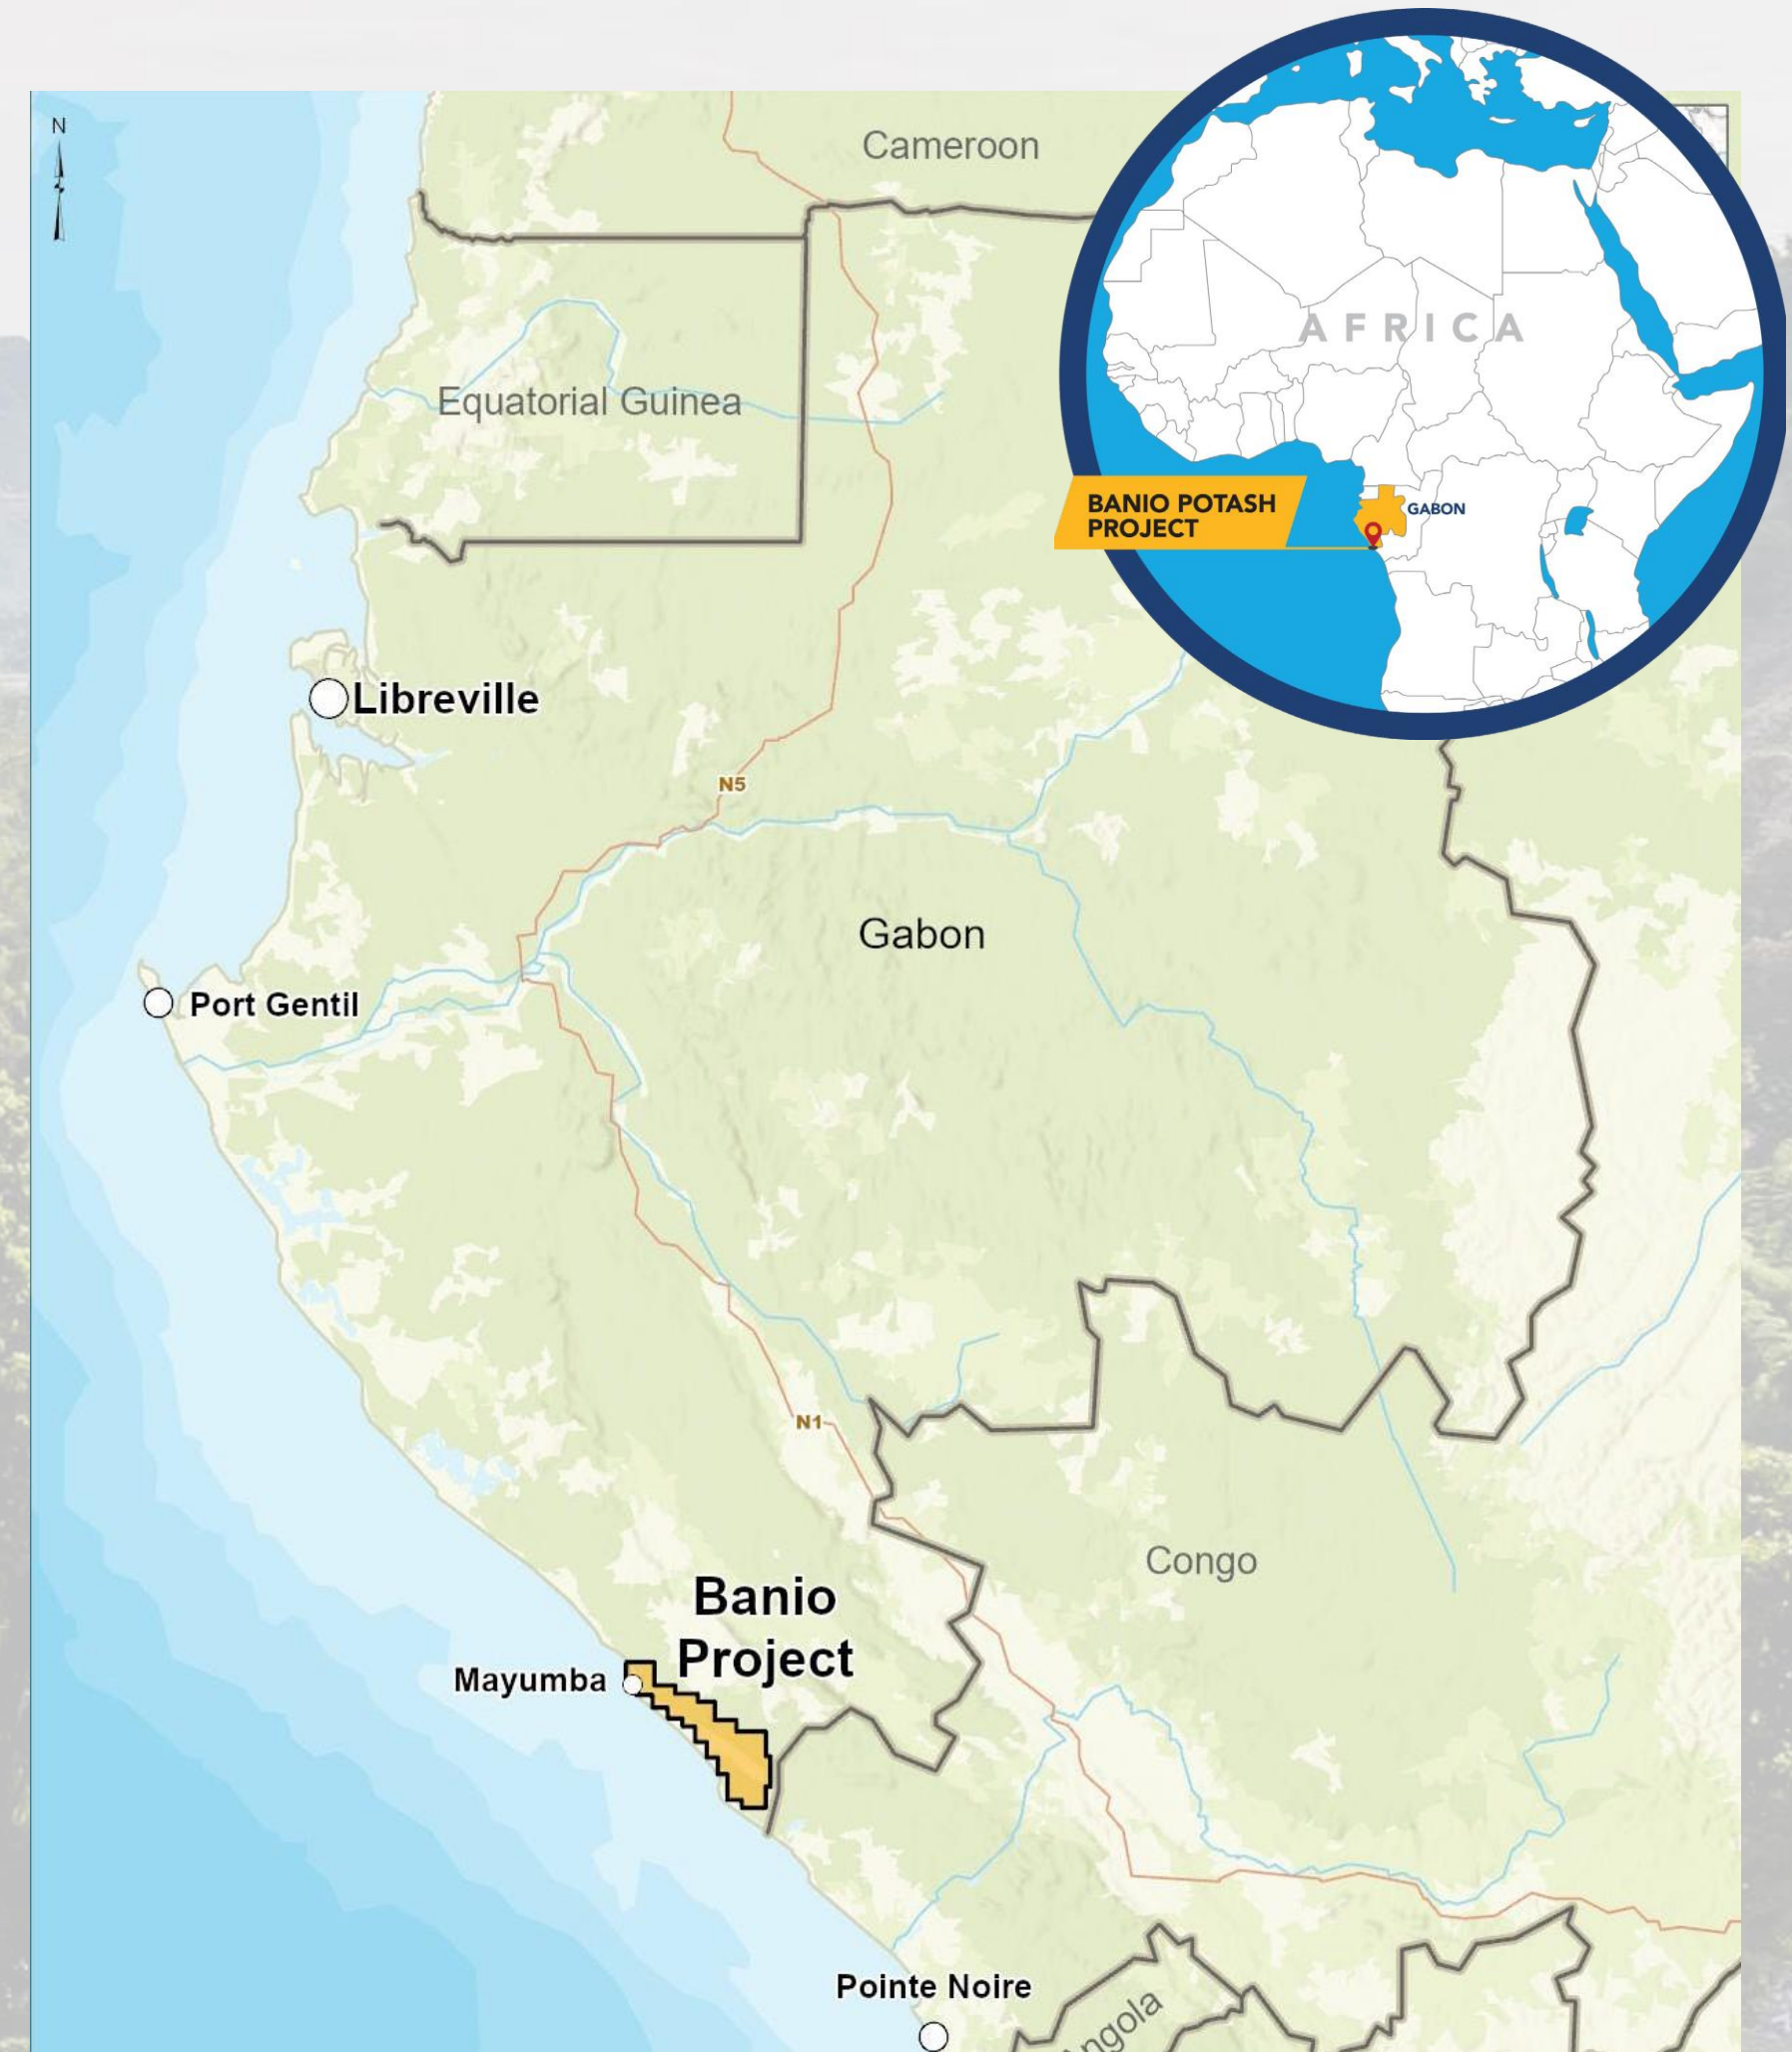 N
Cameroon
AFRICA
Equatorial Guinea
BANIO POTASH
PROJECT
GABON
Libreville
N5
Gabon
Port Gentil
N1
Congo
Banio
Project
Mayumba
Pointe Noire
ngola